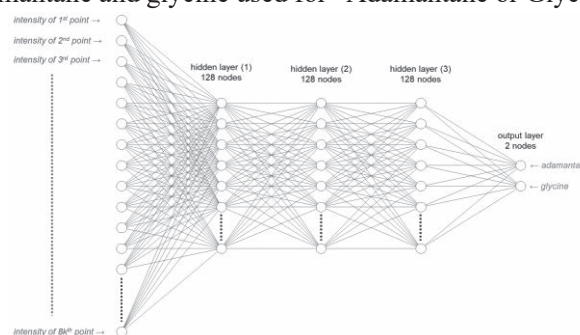 amantane and glycine used for "Adamantane or Glyc
intensity of 1st point →
intensity of 2nd point →
intensity of 3rd point →
hidden layer (1)
128 nodes
hidden layer (2)
128 nodes
hidden layer (3)
128 nodes
output layer
2 nodes
← adamanta
← glycine
intensity of 8kth point →